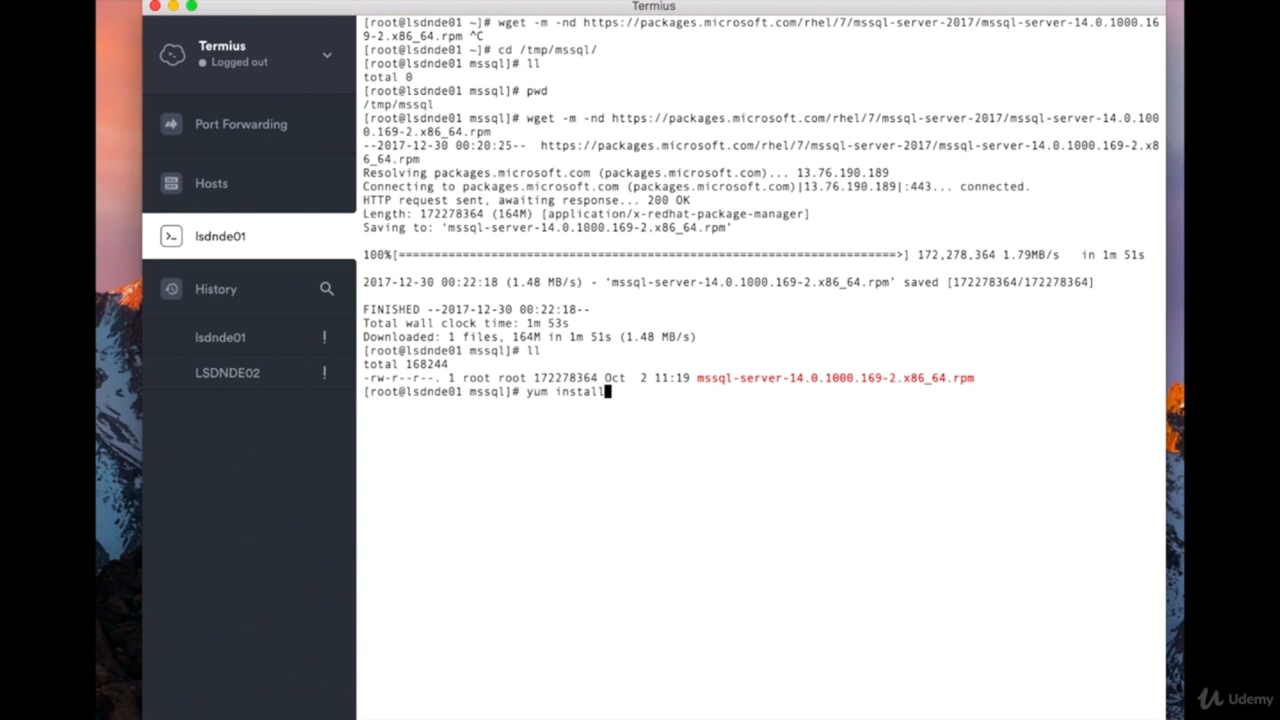 Termius
Termius
Logged out
Port Forwarding
Hosts
lsdnde01
History
lsdnde01 !
LSDNDE02 !
[root@lsdnde01 ~]# wget -m -nd https://packages.microsoft.com/rhel/7/mssql-server-2017/mssql-server-14.0.1000.16
9-2.x86_64.rpm ^C
[root@lsdnde01 ~]# cd /tmp/mssql/
[root@lsdnde01 mssql]# ll
total 0
[root@lsdnde01 mssql]# pwd
/tmp/mssql
[root@lsdnde01 mssql]# wget -m -nd https://packages.microsoft.com/rhel/7/mssql-server-2017/mssql-server-14.0.100
0.169-2.x86_64.rpm
--2017-12-30 00:20:25--  https://packages.microsoft.com/rhel/7/mssql-server-2017/mssql-server-14.0.1000.169-2.x8
6_64.rpm
Resolving packages.microsoft.com (packages.microsoft.com)... 13.76.190.189
Connecting to packages.microsoft.com (packages.microsoft.com)|13.76.190.189|:443... connected.
HTTP request sent, awaiting response... 200 OK
Length: 172278364 (164M) [application/x-redhat-package-manager]
Saving to: 'mssql-server-14.0.1000.169-2.x86_64.rpm'
100%[======================================================================>] 172,278,364 1.79MB/s   in 1m 51s
2017-12-30 00:22:18 (1.48 MB/s) - 'mssql-server-14.0.1000.169-2.x86_64.rpm' saved [172278364/172278364]
FINISHED --2017-12-30 00:22:18--
Total wall clock time: 1m 53s
Downloaded: 1 files, 164M in 1m 51s (1.48 MB/s)
[root@lsdnde01 mssql]# ll
total 168244
-rw-r--r--. 1 root root 172278364 Oct  2 11:19 mssql-server-14.0.1000.169-2.x86_64.rpm
[root@lsdnde01 mssql]# yum install
Udemy